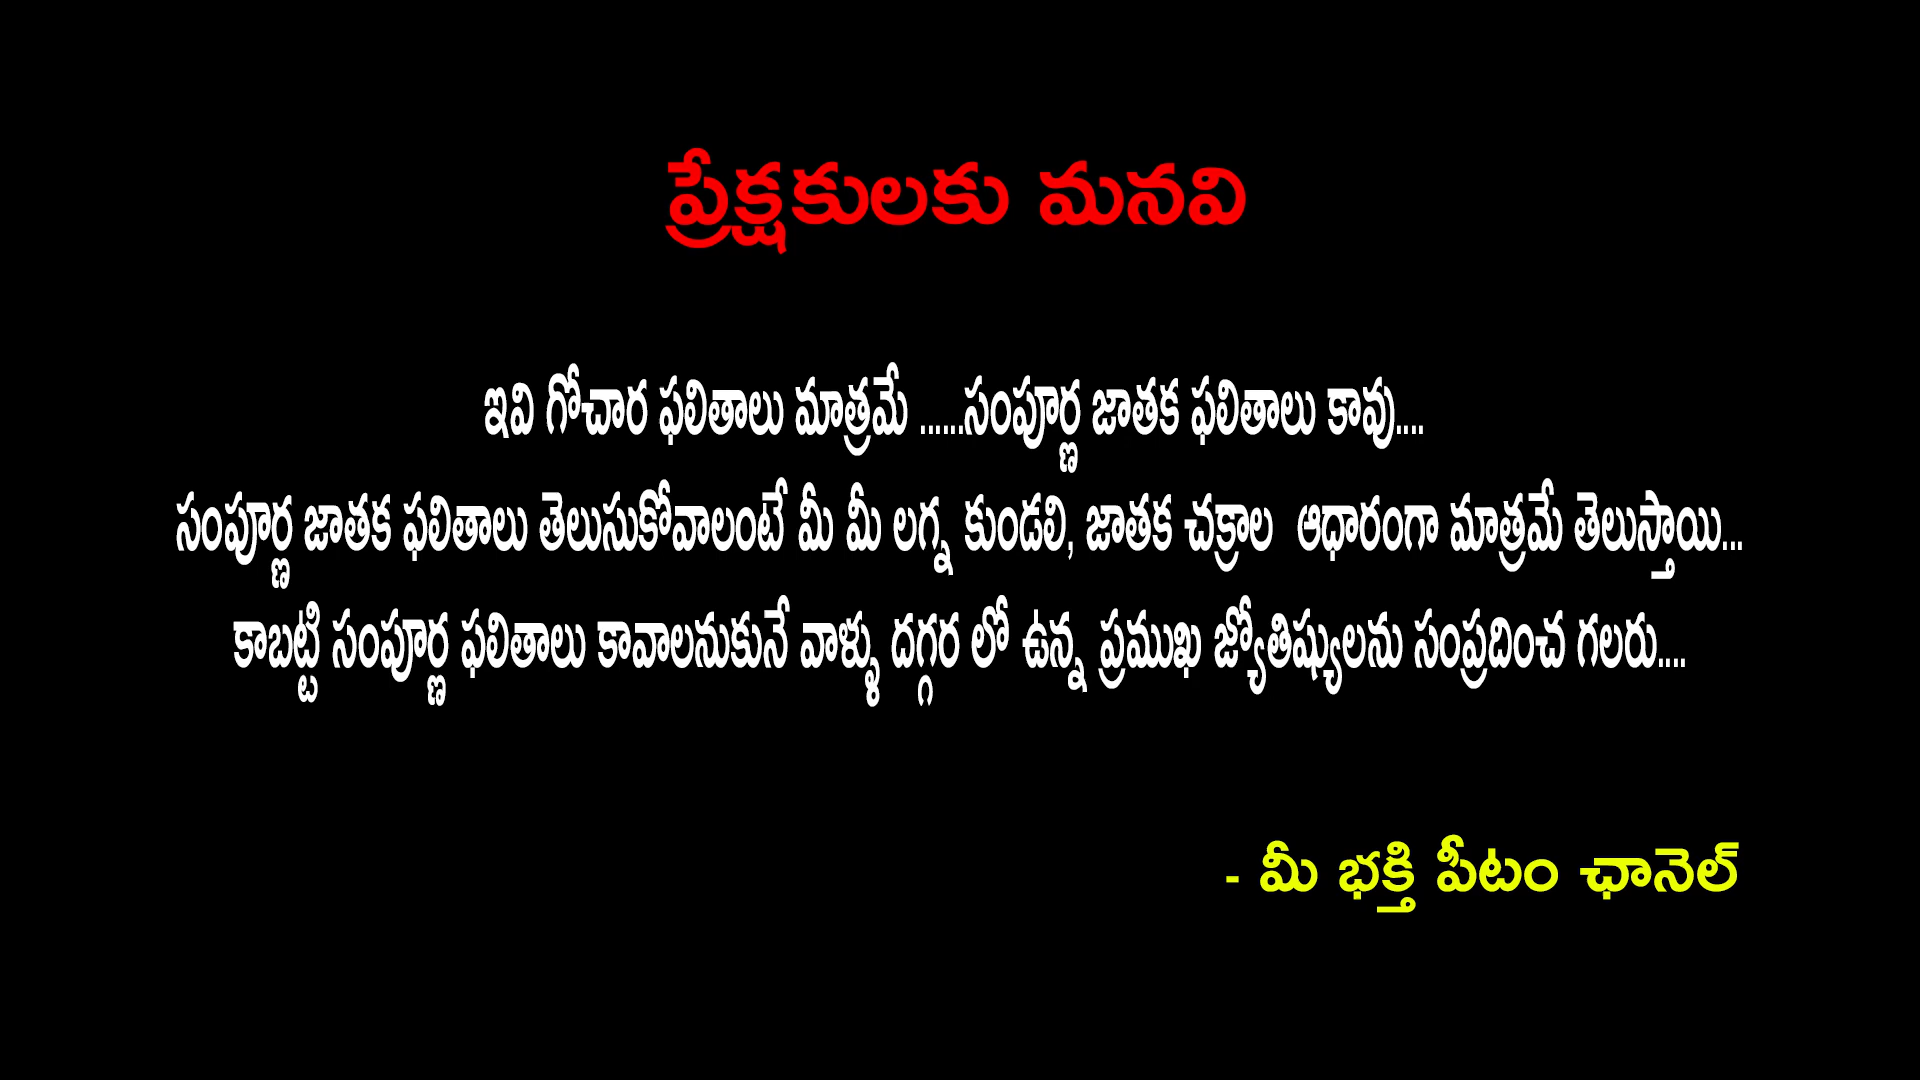 ప్రేక్షకులకు మనవి
ఇవి గోచార ఫలితాలు మాత్రమే ......సంపూర్ణ జాతక ఫలితాలు కావు....
సంపూర్ణ జాతక ఫలితాలు తెలుసుకోవాలంటే మీ మీ లగ్న కుండలి, జాతక చక్రాల ఆధారంగా మాత్రమే తెలుస్తాయి...
కాబట్టి సంపూర్ణ ఫలితాలు కావాలనుకునే వాళ్ళు దగ్గర లో ఉన్న ప్రముఖ జ్యోతిష్యులను సంప్రదించ గలరు....
- మీ భక్తి పీటం ఛానెల్